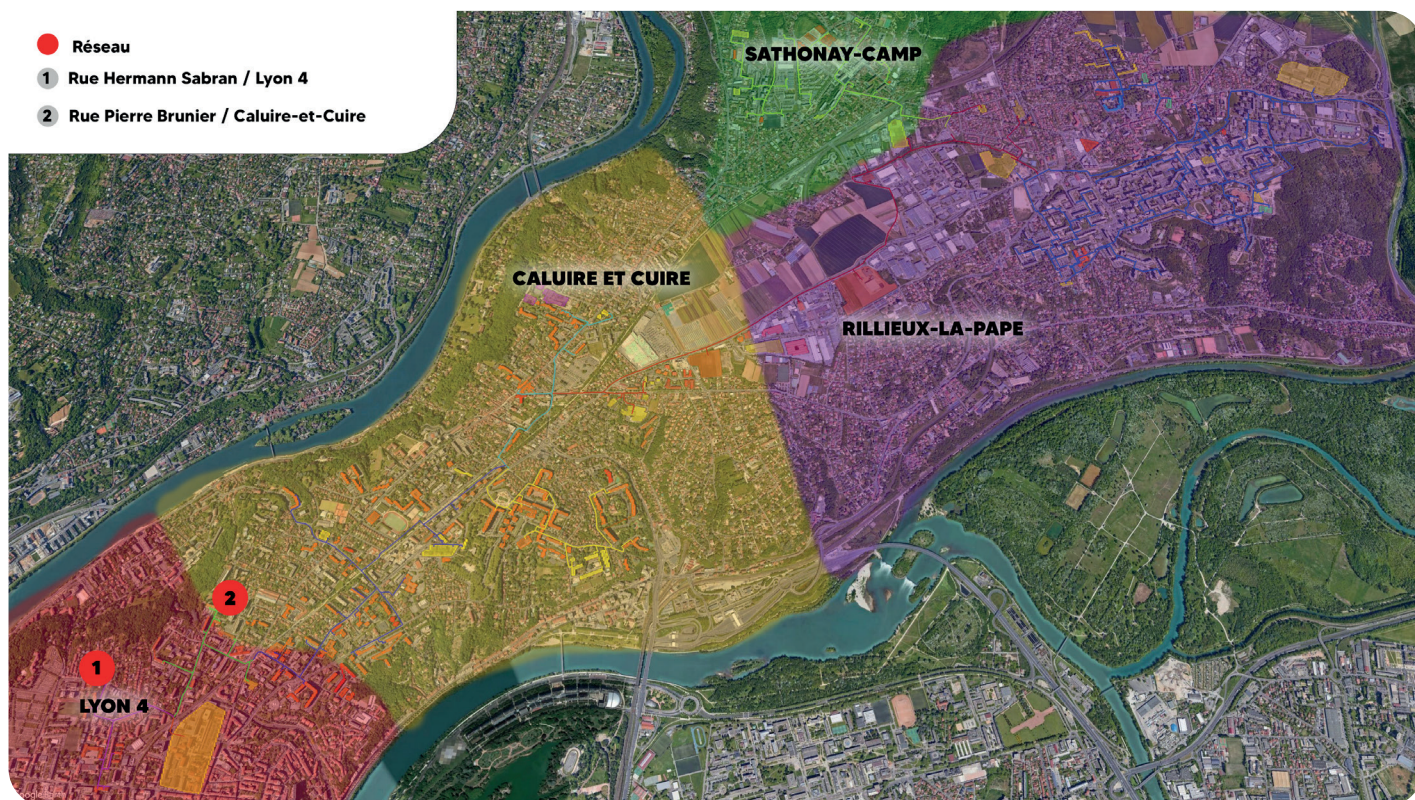 Réseau
1 Rue Hermann Sabran / Lyon 4
2 Rue Pierre Brunier / Caluire-et-Cuire
SATHONAY-CAMP
CALUIRE ET CUIRE
RILLIEUX-LA-PAPE
2
1
LYON 4